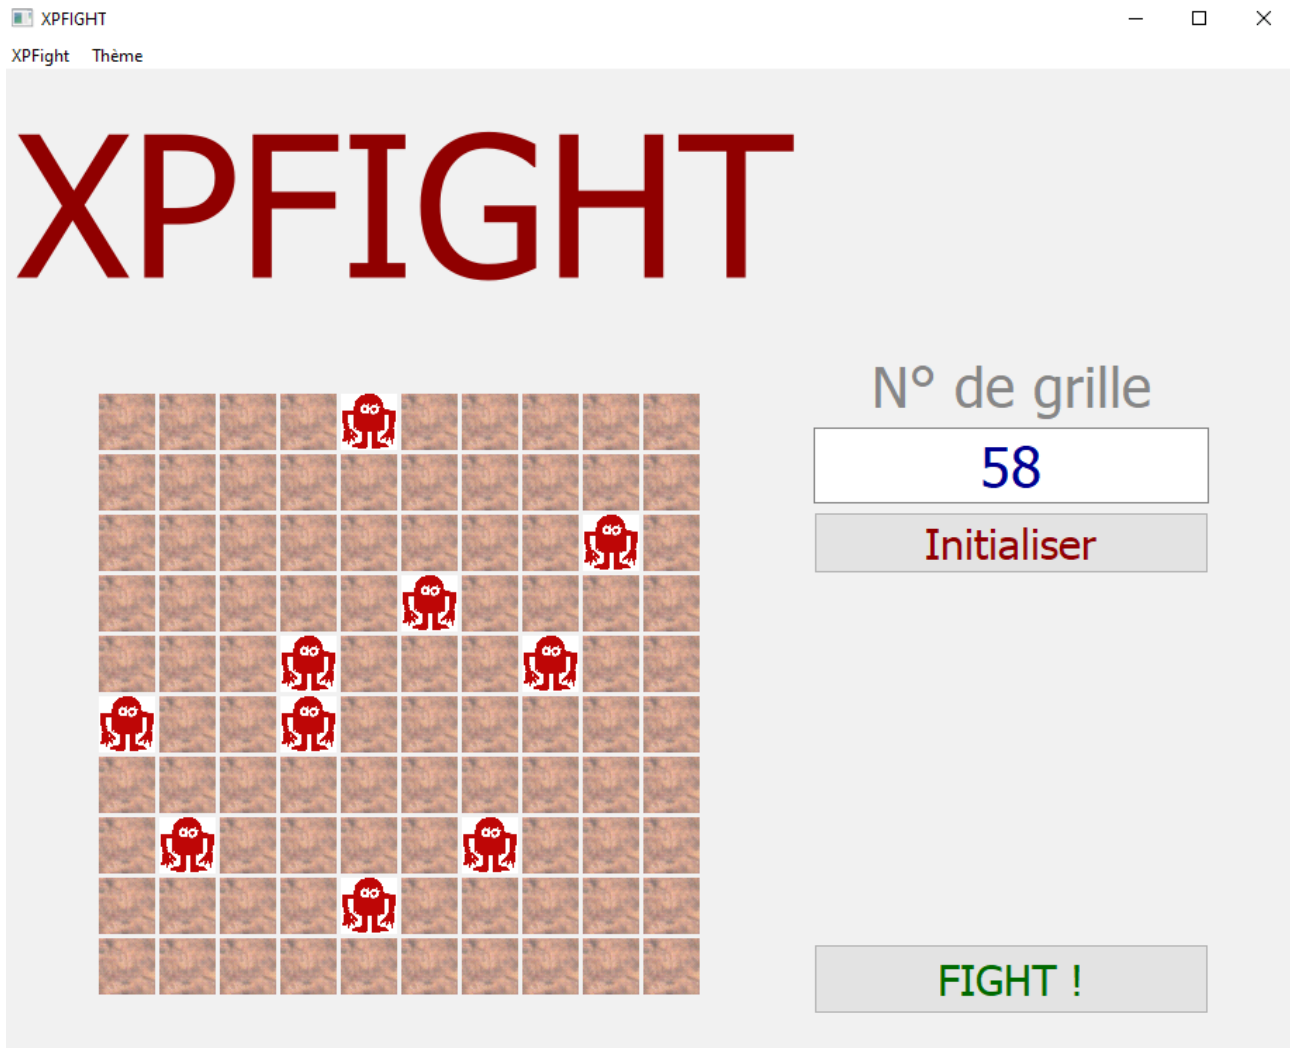 XPFIGHT
XPFight Thème
XPFIGHT
N° de grille
58
Initialiser
FIGHT !